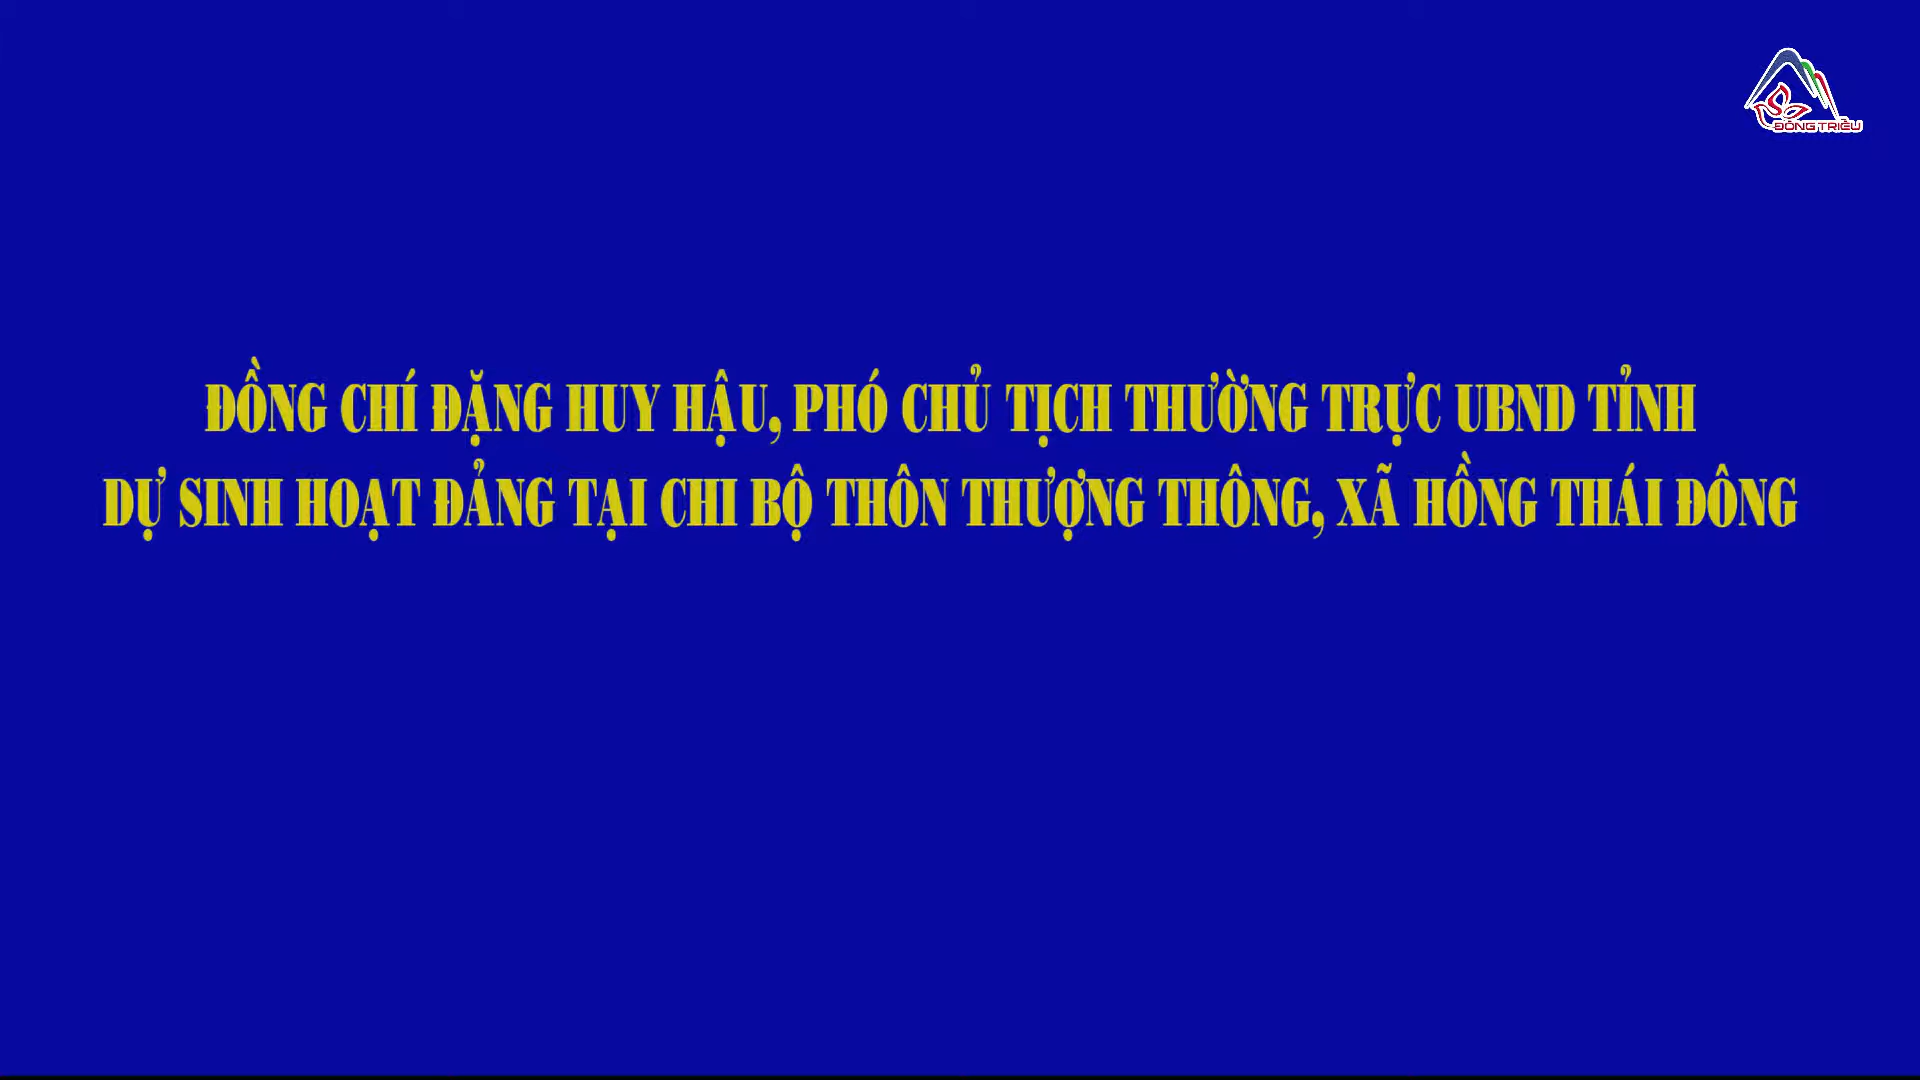 ĐÔNG TRIỀU
ĐỒNG CHÍ ĐẶNG HUY HẬU, PHÓ CHỦ TỊCH THƯỜNG TRỰC UBND TỈNH
DỰ SINH HOẠT ĐẢNG TẠI CHI BỘ THÔN THƯỢNG THÔNG, XÃ HỒNG THÁI ĐÔNG